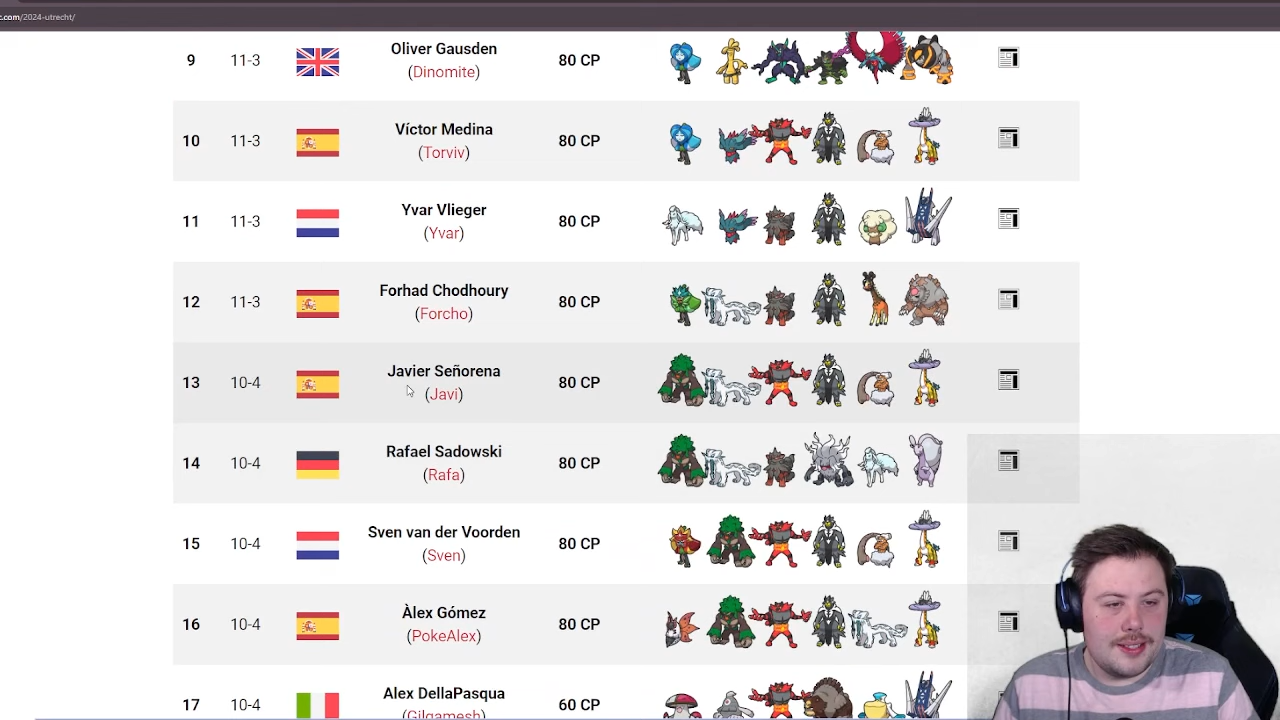 c.com/2024-utrecht/
9 11-3 Oliver Gausden 80 CP
(Dinomite)
10 11-3 Víctor Medina 80 CP
(Torviv)
11 11-3 Yvar Vlieger 80 CP
(Yvar)
12 11-3 Forhad Chodhoury 80 CP
(Forcho)
13 10-4 Javier Señorena 80 CP
(Javi)
14 10-4 Rafael Sadowski 80 CP
(Rafa)
15 10-4 Sven van der Voorden 80 CP
(Sven)
16 10-4 Àlex Gómez 80 CP
(PokeAlex)
17 10-4 Alex DellaPasqua 60 CP
(Gilgamesh)